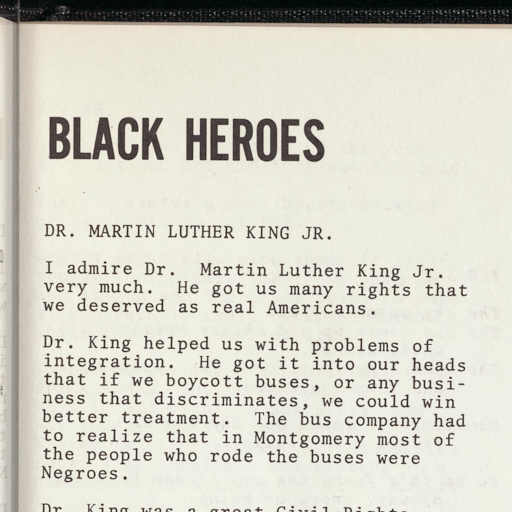 BLACK HEROES
DR. MARTIN LUTHER KING JR.
I admire Dr.  Martin Luther King Jr.
very much.  He got us many rights that
we deserved as real Americans.
Dr. King helped us with problems of
integration.  He got it into our heads
that if we boycott buses, or any busi-
ness that discriminates, we could win
better treatment.  The bus company had
to realize that in Montgomery most of
the people who rode the buses were
Negroes.
Dr. King was a great Civil Rights